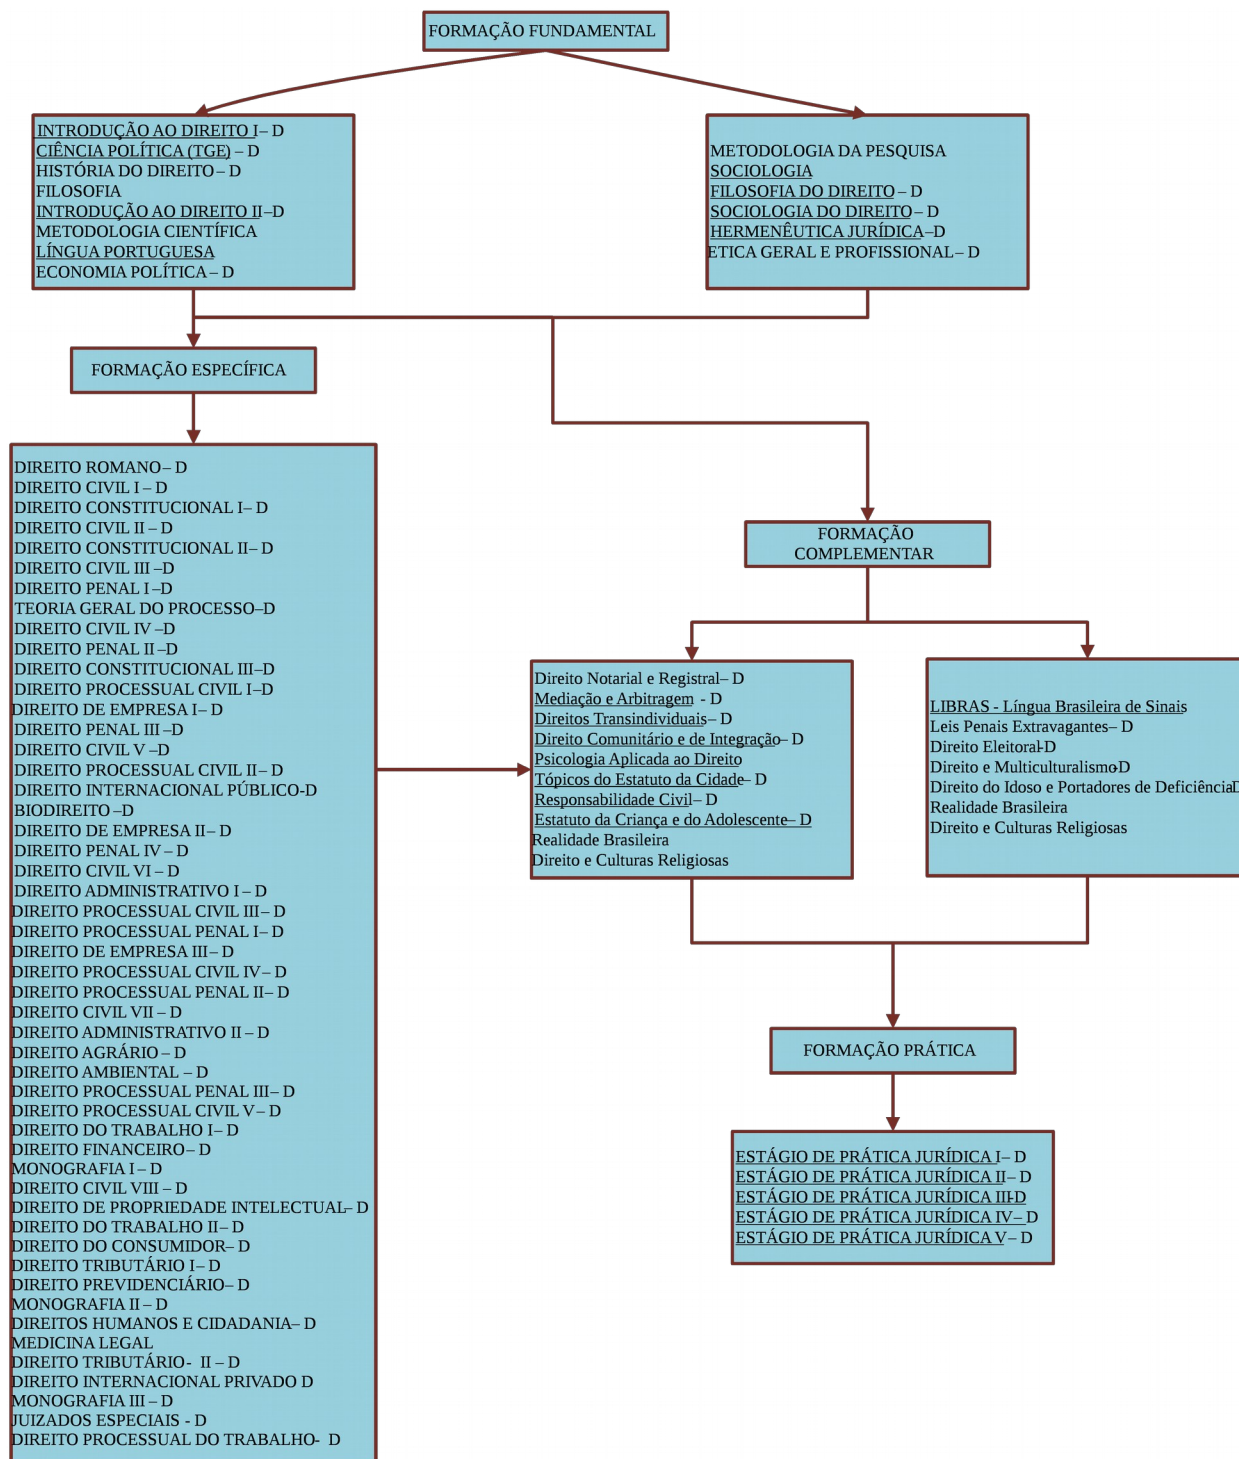 FORMAÇÃO FUNDAMENTAL
INTRODUÇÃO AO DIREITO I– D
CIÊNCIA POLÍTICA (TGE) – D
HISTÓRIA DO DIREITO– D
FILOSOFIA
INTRODUÇÃO AO DIREITO II–D
METODOLOGIA CIENTÍFICA
LÍNGUA PORTUGUESA
ECONOMIA POLÍTICA– D
METODOLOGIA DA PESQUISA
SOCIOLOGIA
FILOSOFIA DO DIREITO– D
SOCIOLOGIA DO DIREITO– D
HERMENÊUTICA JURÍDICA–D
ETICA GERAL E PROFISSIONAL– D
FORMAÇÃO ESPECÍFICA
DIREITO ROMANO– D
DIREITO CIVIL I – D
DIREITO CONSTITUCIONAL I– D
DIREITO CIVIL II – D
DIREITO CONSTITUCIONAL II– D
DIREITO CIVIL III –D
DIREITO PENAL I –D
TEORIA GERAL DO PROCESSO–D
DIREITO CIVIL IV –D
DIREITO PENAL II –D
DIREITO CONSTITUCIONAL III–D
DIREITO PROCESSUAL CIVIL I–D
DIREITO DE EMPRESA I– D
DIREITO PENAL III –D
DIREITO CIVIL V –D
DIREITO PROCESSUAL CIVIL II– D
DIREITO INTERNACIONAL PÚBLICO-D
BIODIREITO –D
DIREITO DE EMPRESA II– D
DIREITO PENAL IV – D
DIREITO CIVIL VI – D
DIREITO ADMINISTRATIVO I – D
DIREITO PROCESSUAL CIVIL III– D
DIREITO PROCESSUAL PENAL I– D
DIREITO DE EMPRESA III– D
DIREITO PROCESSUAL CIVIL IV– D
DIREITO PROCESSUAL PENAL II– D
DIREITO CIVIL VII – D
DIREITO ADMINISTRATIVO II – D
DIREITO AGRÁRIO – D
DIREITO AMBIENTAL – D
DIREITO PROCESSUAL PENAL III– D
DIREITO PROCESSUAL CIVIL V– D
DIREITO DO TRABALHO I– D
DIREITO FINANCEIRO– D
MONOGRAFIA I – D
DIREITO CIVIL VIII – D
DIREITO DE PROPRIEDADE INTELECTUAL– D
DIREITO DO TRABALHO II– D
DIREITO DO CONSUMIDOR– D
DIREITO TRIBUTÁRIO I– D
DIREITO PREVIDENCIÁRIO– D
MONOGRAFIA II – D
DIREITOS HUMANOS E CIDADANIA– D
MEDICINA LEGAL
DIREITO TRIBUTÁRIO- II – D
DIREITO INTERNACIONAL PRIVADO D
MONOGRAFIA III – D
JUIZADOS ESPECIAIS - D
DIREITO PROCESSUAL DO TRABALHO- D
FORMAÇÃO
COMPLEMENTAR
Direito Notarial e Registral– D
Mediação e Arbitragem - D
Direitos Transindividuais– D
Direito Comunitário e de Integração– D
Psicologia Aplicada ao Direito
Tópicos do Estatuto da Cidade– D
Responsabilidade Civil– D
Estatuto da Criança e do Adolescente– D
Realidade Brasileira
Direito e Culturas Religiosas
LIBRAS - Língua Brasileira de Sinais
Leis Penais Extravagantes– D
Direito Eleitoral-D
Direito e Multiculturalismo-D
Direito do Idoso e Portadores de DeficiênciaD
Realidade Brasileira
Direito e Culturas Religiosas
FORMAÇÃO PRÁTICA
ESTÁGIO DE PRÁTICA JURÍDICA I– D
ESTÁGIO DE PRÁTICA JURÍDICA II– D
ESTÁGIO DE PRÁTICA JURÍDICA III-D
ESTÁGIO DE PRÁTICA JURÍDICA IV– D
ESTÁGIO DE PRÁTICA JURÍDICA V– D